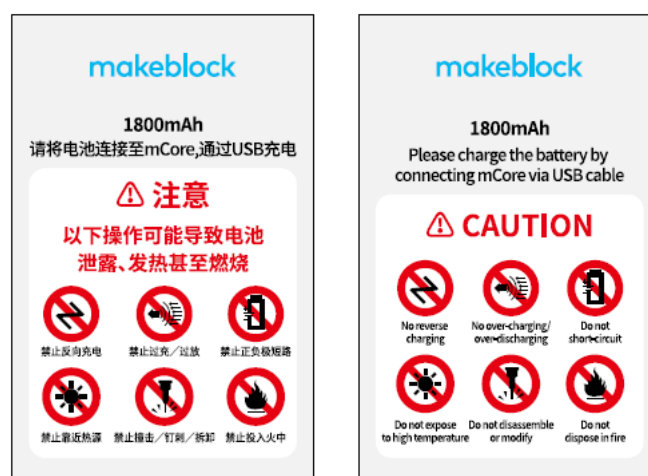 makeblock
1800mAh
请将电池连接至mCore,通过USB充电
注意
以下操作可能导致电池
泄露、发热甚至燃烧
禁止反向充电
禁止过充／过放
禁止正负极短路
禁止靠近热源
禁止撞击／钉刺／拆卸
禁止投入火中
makeblock
1800mAh
Please charge the battery by
connecting mCore via USB cable
CAUTION
No reverse
charging
No over-charging/
over-discharging
Do not
short-circuit
Do not expose
to high temperature
Do not disassemble
or modify
Do not
dispose in fire